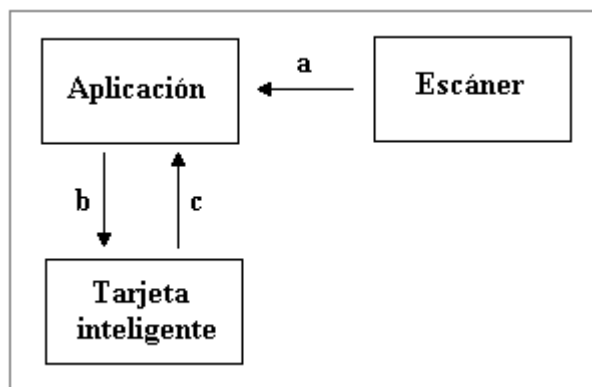 Aplicación
a
Escáner
b
c
Tarjeta
inteligente